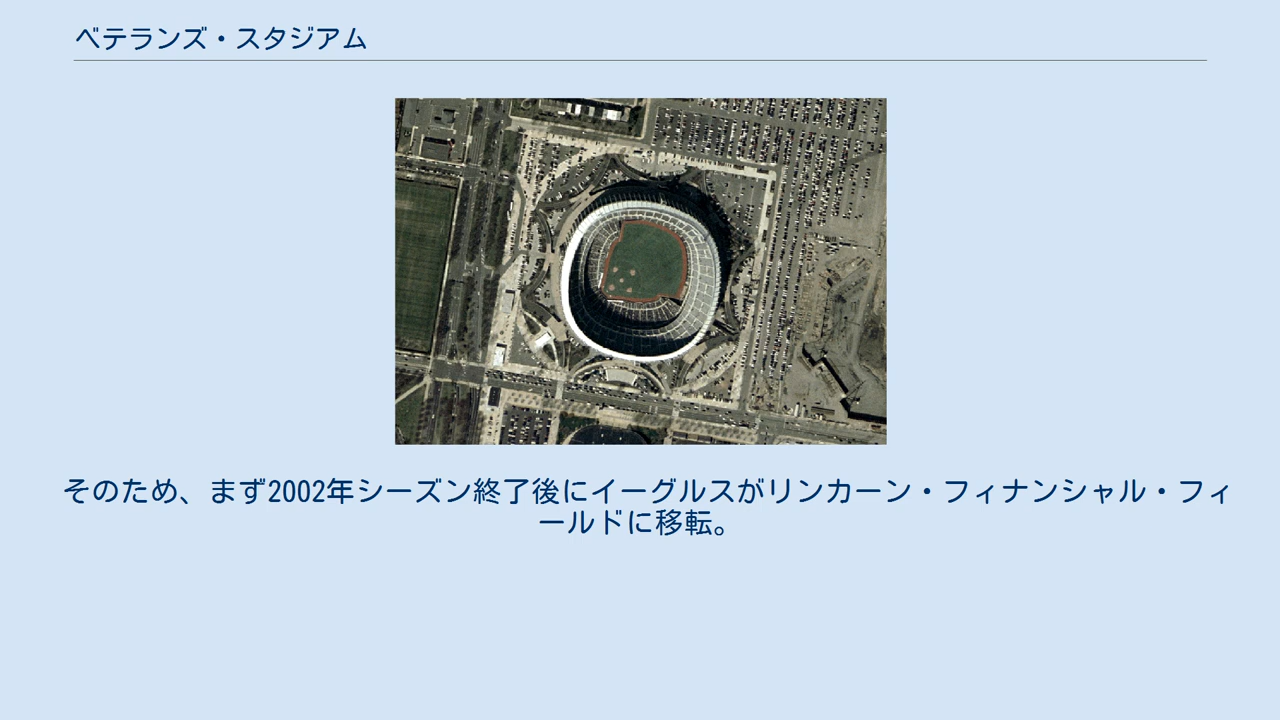 ベテランズ・スタジアム
そのため、まず2002年シーズン終了後にイーグルスがリンカーン・フィナンシャル・フィ
ールドに移転。